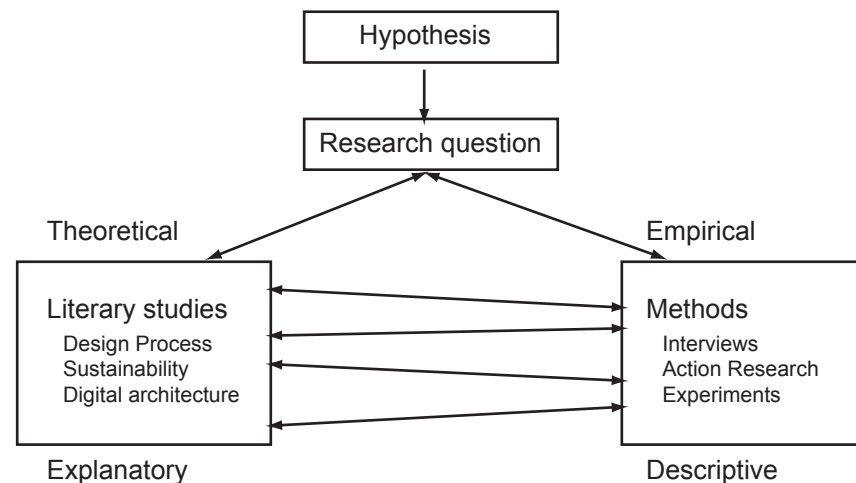 Hypothesis
Research question
Theoretical
Empirical
Literary studies
Design Process
Sustainability
Digital architecture
Methods
Interviews
Action Research
Experiments
Explanatory
Descriptive